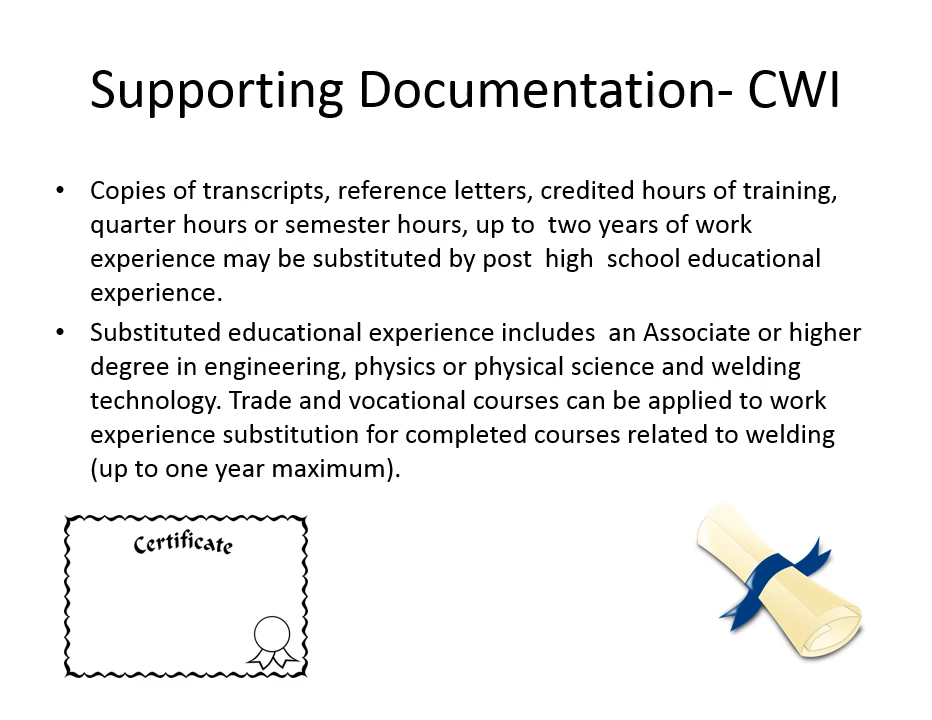 Supporting Documentation- CWI
• Copies of transcripts, reference letters, credited hours of training,
quarter hours or semester hours, up to  two years of work
experience may be substituted by post  high  school educational
experience.
• Substituted educational experience includes  an Associate or higher
degree in engineering, physics or physical science and welding
technology. Trade and vocational courses can be applied to work
experience substitution for completed courses related to welding
(up to one year maximum).
Certificate